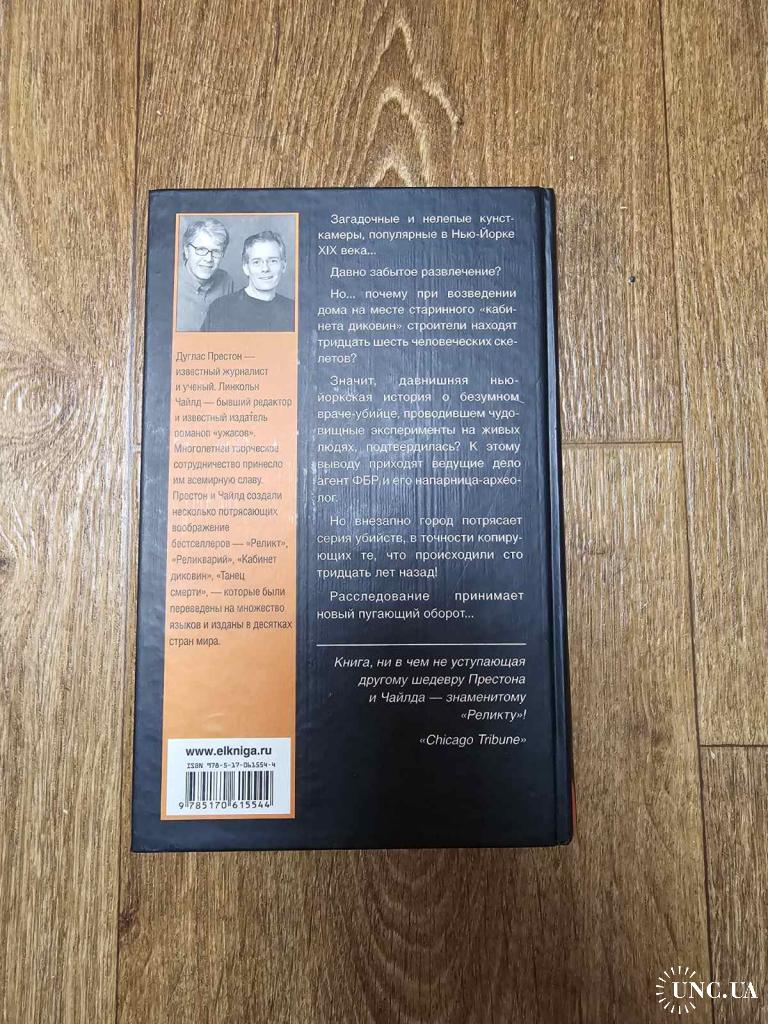 Дуглас Престон —
известный журналист
и ученый. Линкольн
Чайлд — бывший редактор
и известный издатель
романов «ужасов».
Многолетнее творческое
сотрудничество принесло
им всемирную славу.
Престон и Чайлд создали
несколько потрясающих
воображение
бестселлеров — «Реликт»,
«Реликварий», «Кабинет
диковин», «Танец
смерти», — которые были
переведены на множество
языков и изданы в десятках
стран мира.
www.elkniga.ru
ISBN 978-5-17-061554-4
9 785170 615544
Загадочные и нелепые кунст-
камеры, популярные в Нью-Йорке
XIX века...
Давно забытое развлечение?
Но... почему при возведении
дома на месте старинного «каби-
нета диковин» строители находят
тридцать шесть человеческих ске-
летов?
Значит, давнишняя нью-
йоркская история о безумном
враче-убийце, проводившем чудо-
вищные эксперименты на живых
людях, подтвердилась? К этому
выводу приходят ведущие дело
агент ФБР и его напарница-архео-
лог.
Но внезапно город потрясает
серия убийств, в точности копиру-
ющих те, что происходили сто
тридцать лет назад!
Расследование принимает
новый пугающий оборот...
Книга, ни в чем не уступающая
другому шедевру Престона
и Чайлда — знаменитому
«Реликту»!
«Chicago Tribune»
UNC.UA